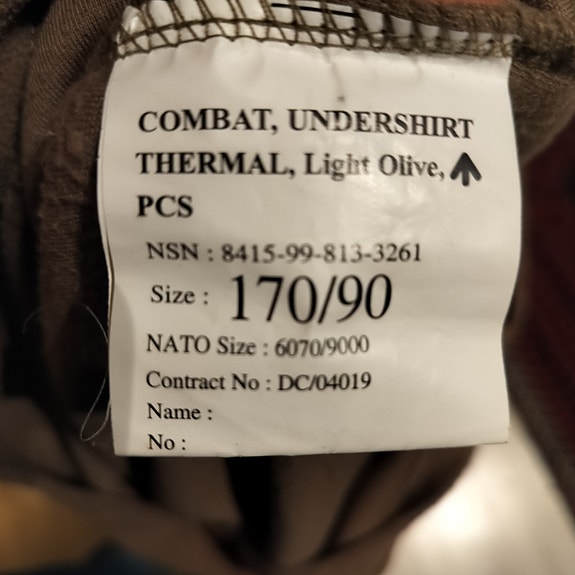 COMBAT, UNDERSHIRT
THERMAL, Light Olive,
PCS
NSN : 8415-99-813-3261
Size : 170/90
NATO Size : 6070/9000
Contract No : DC/04019
Name :
No :